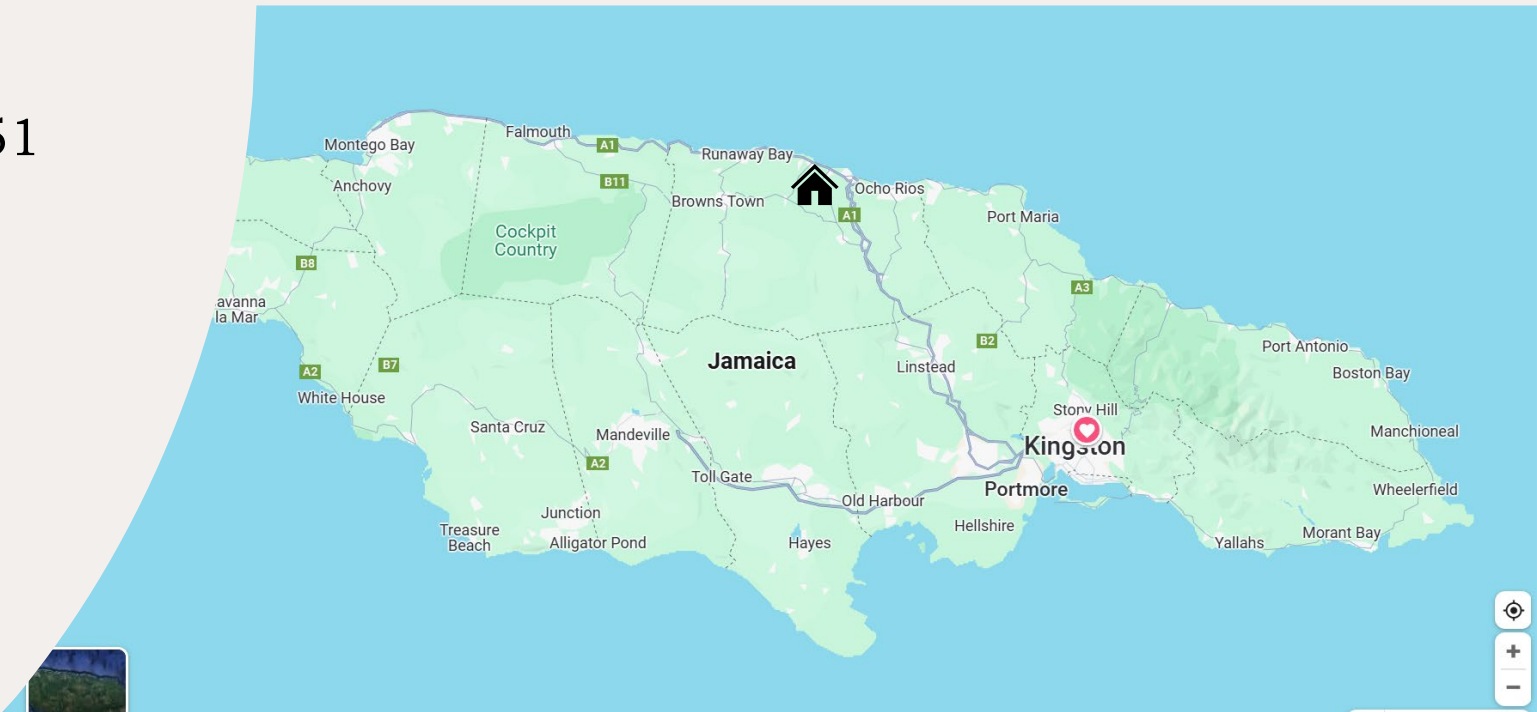 51
Montego Bay
Falmouth
A1
Runaway Bay
Anchovy
B11
Browns Town
Ocho Rios
A1
Port Maria
Cockpit
Country
B8
A3
avanna
la Mar
Jamaica
B2
Linstead
Port Antonio
A2
B7
Boston Bay
White House
Stony Hill
Santa Cruz
Mandeville
Kingston
Manchioneal
A2
Toll Gate
Portmore
Wheelerfield
Old Harbour
Junction
Hellshire
Treasure
Beach
Alligator Pond
Hayes
Yallahs
Morant Bay